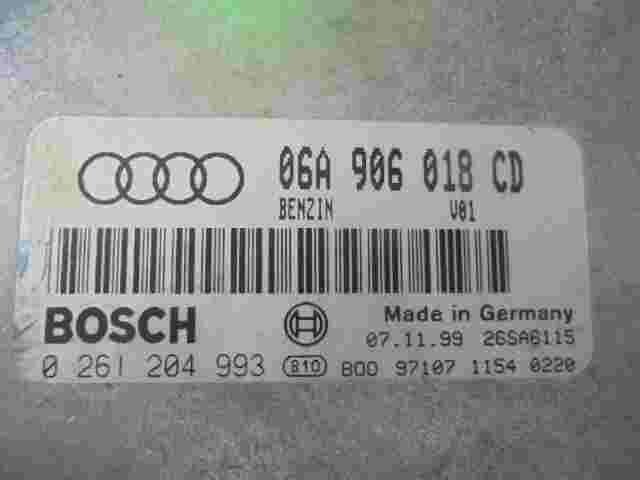 06A 906 018 CD
BENZIN V01
BOSCH Made in Germany
07.11.99 26SA6115
0 261 204 993 810 B00 97107 1154 0220